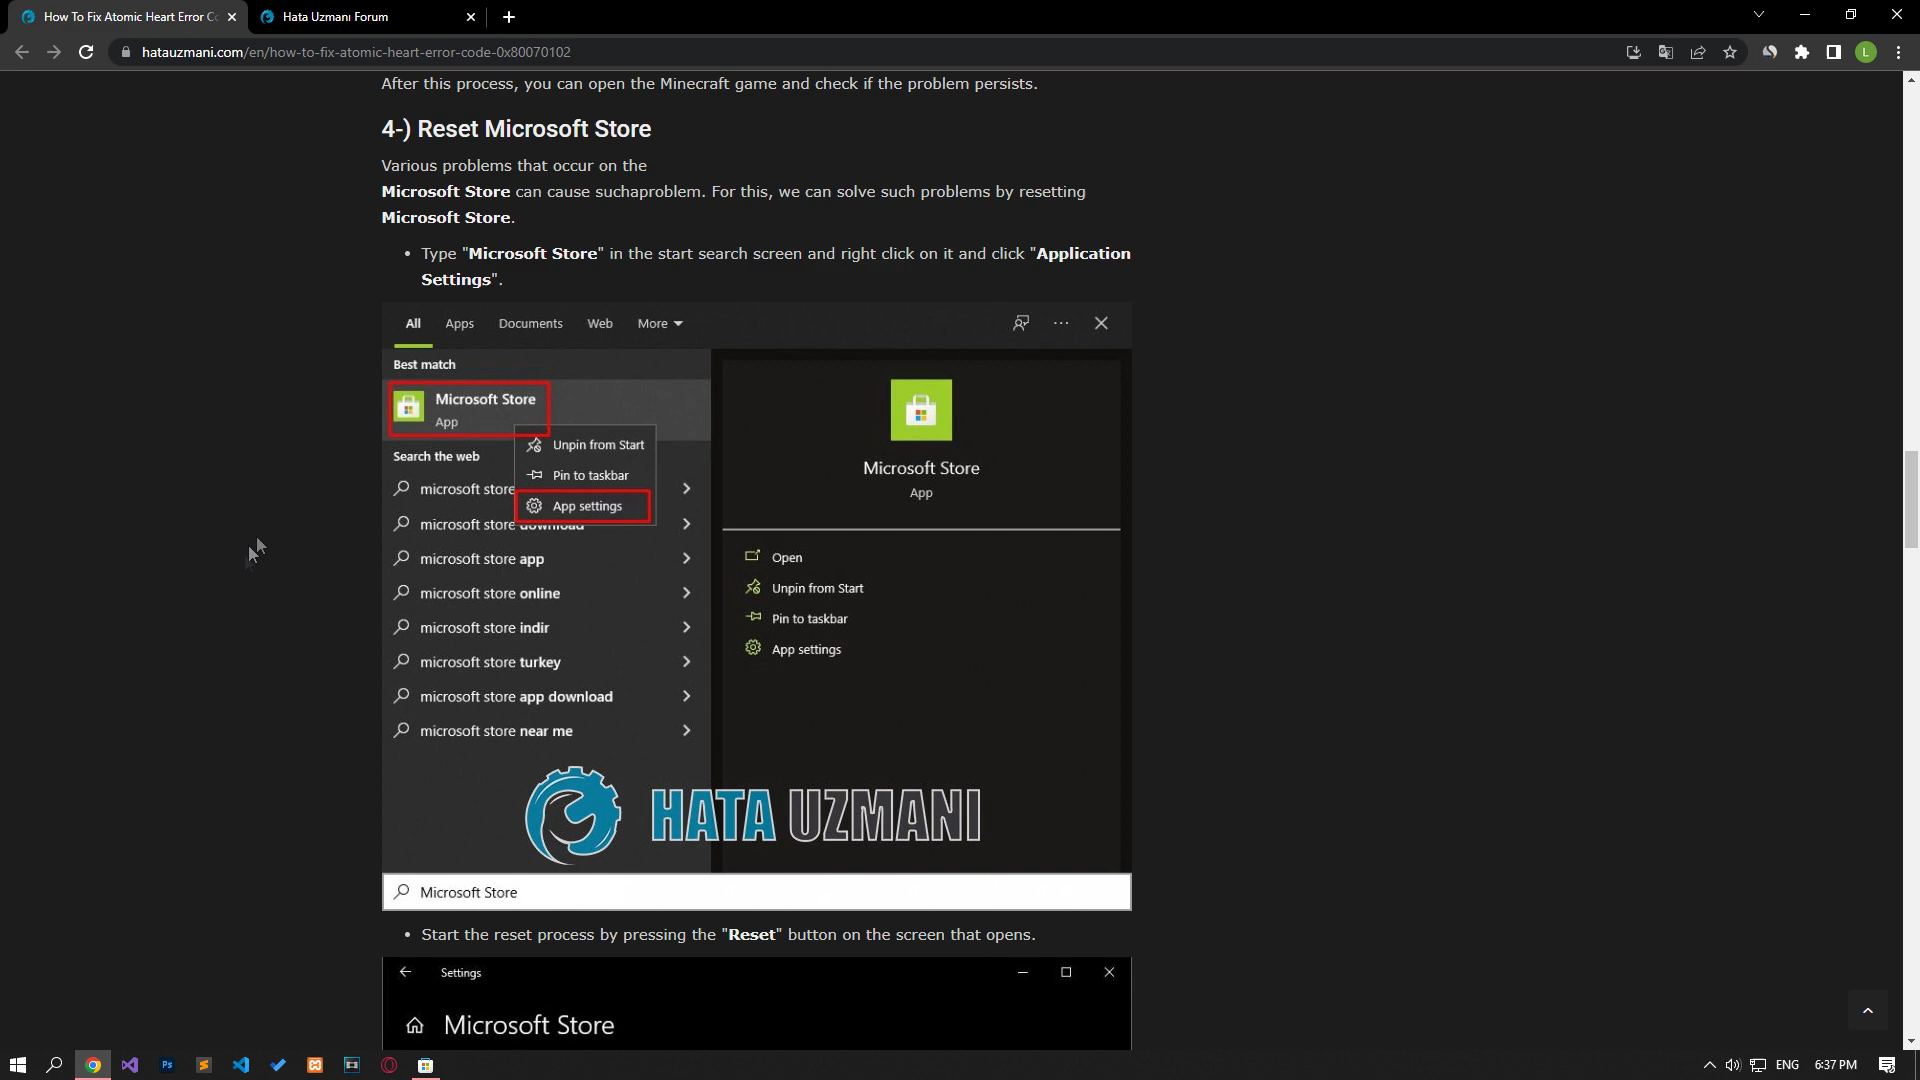 How To Fix Atomic Heart Error Co
Hata Uzmanı Forum
hatauzmani.com/en/how-to-fix-atomic-heart-error-code-0x80070102
L
After this process, you can open the Minecraft game and check if the problem persists.
4-) Reset Microsoft Store
Various problems that occur on the
Microsoft Store can cause suchaproblem. For this, we can solve such problems by resetting
Microsoft Store.
• Type "Microsoft Store" in the start search screen and right click on it and click "Application
Settings".
All Apps Documents Web More
Best match
Microsoft Store
App
Unpin from Start
Search the web
Pin to taskbar
microsoft store
App settings
microsoft store download
microsoft store app
microsoft store online
microsoft store indir
microsoft store turkey
microsoft store app download
microsoft store near me
Microsoft Store
App
Open
Unpin from Start
Pin to taskbar
App settings
HATA UZMANI
Microsoft Store
• Start the reset process by pressing the "Reset" button on the screen that opens.
Settings
Microsoft Store
Ps
ENG 6:37 PM